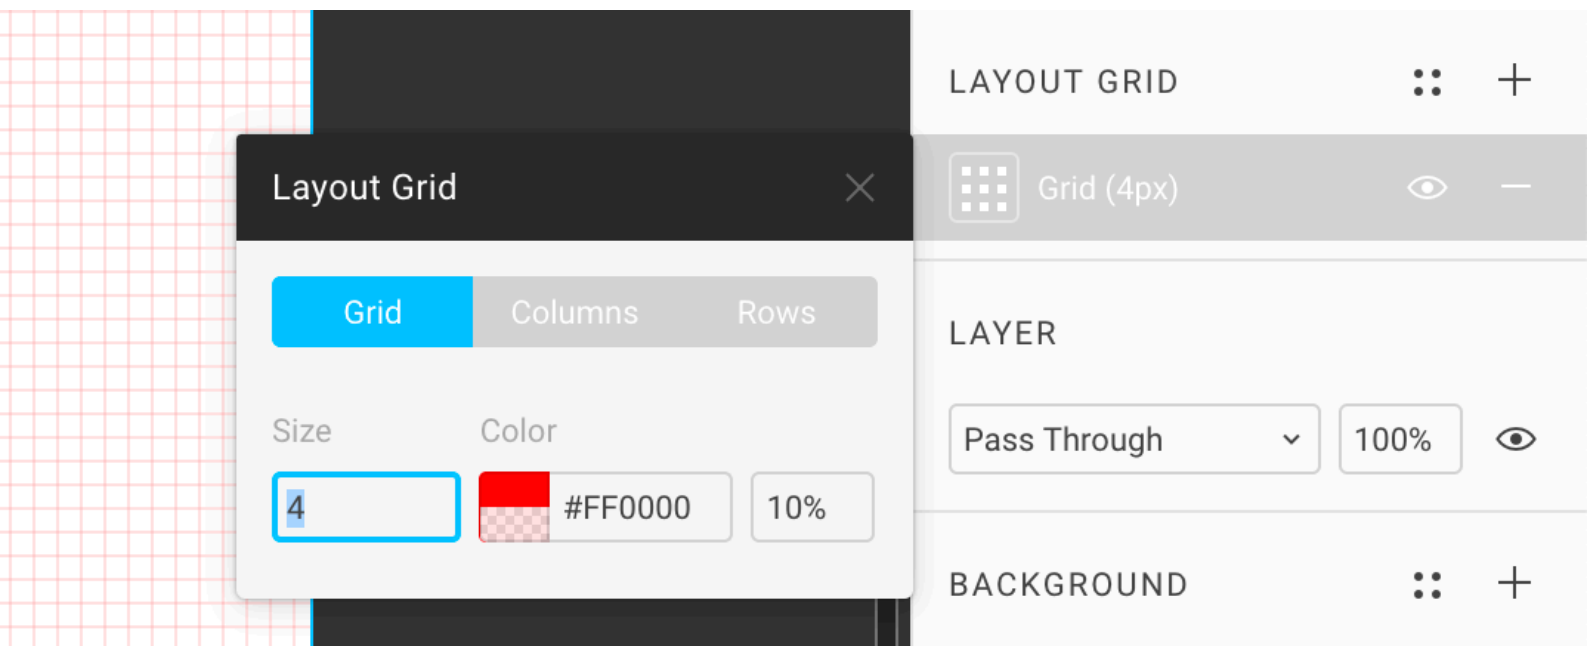 LAYOUT GRID
Layout Grid
Grid (4px)
Grid Columns Rows
LAYER
Size Color
Pass Through 100%
4 #FF0000 10%
BACKGROUND